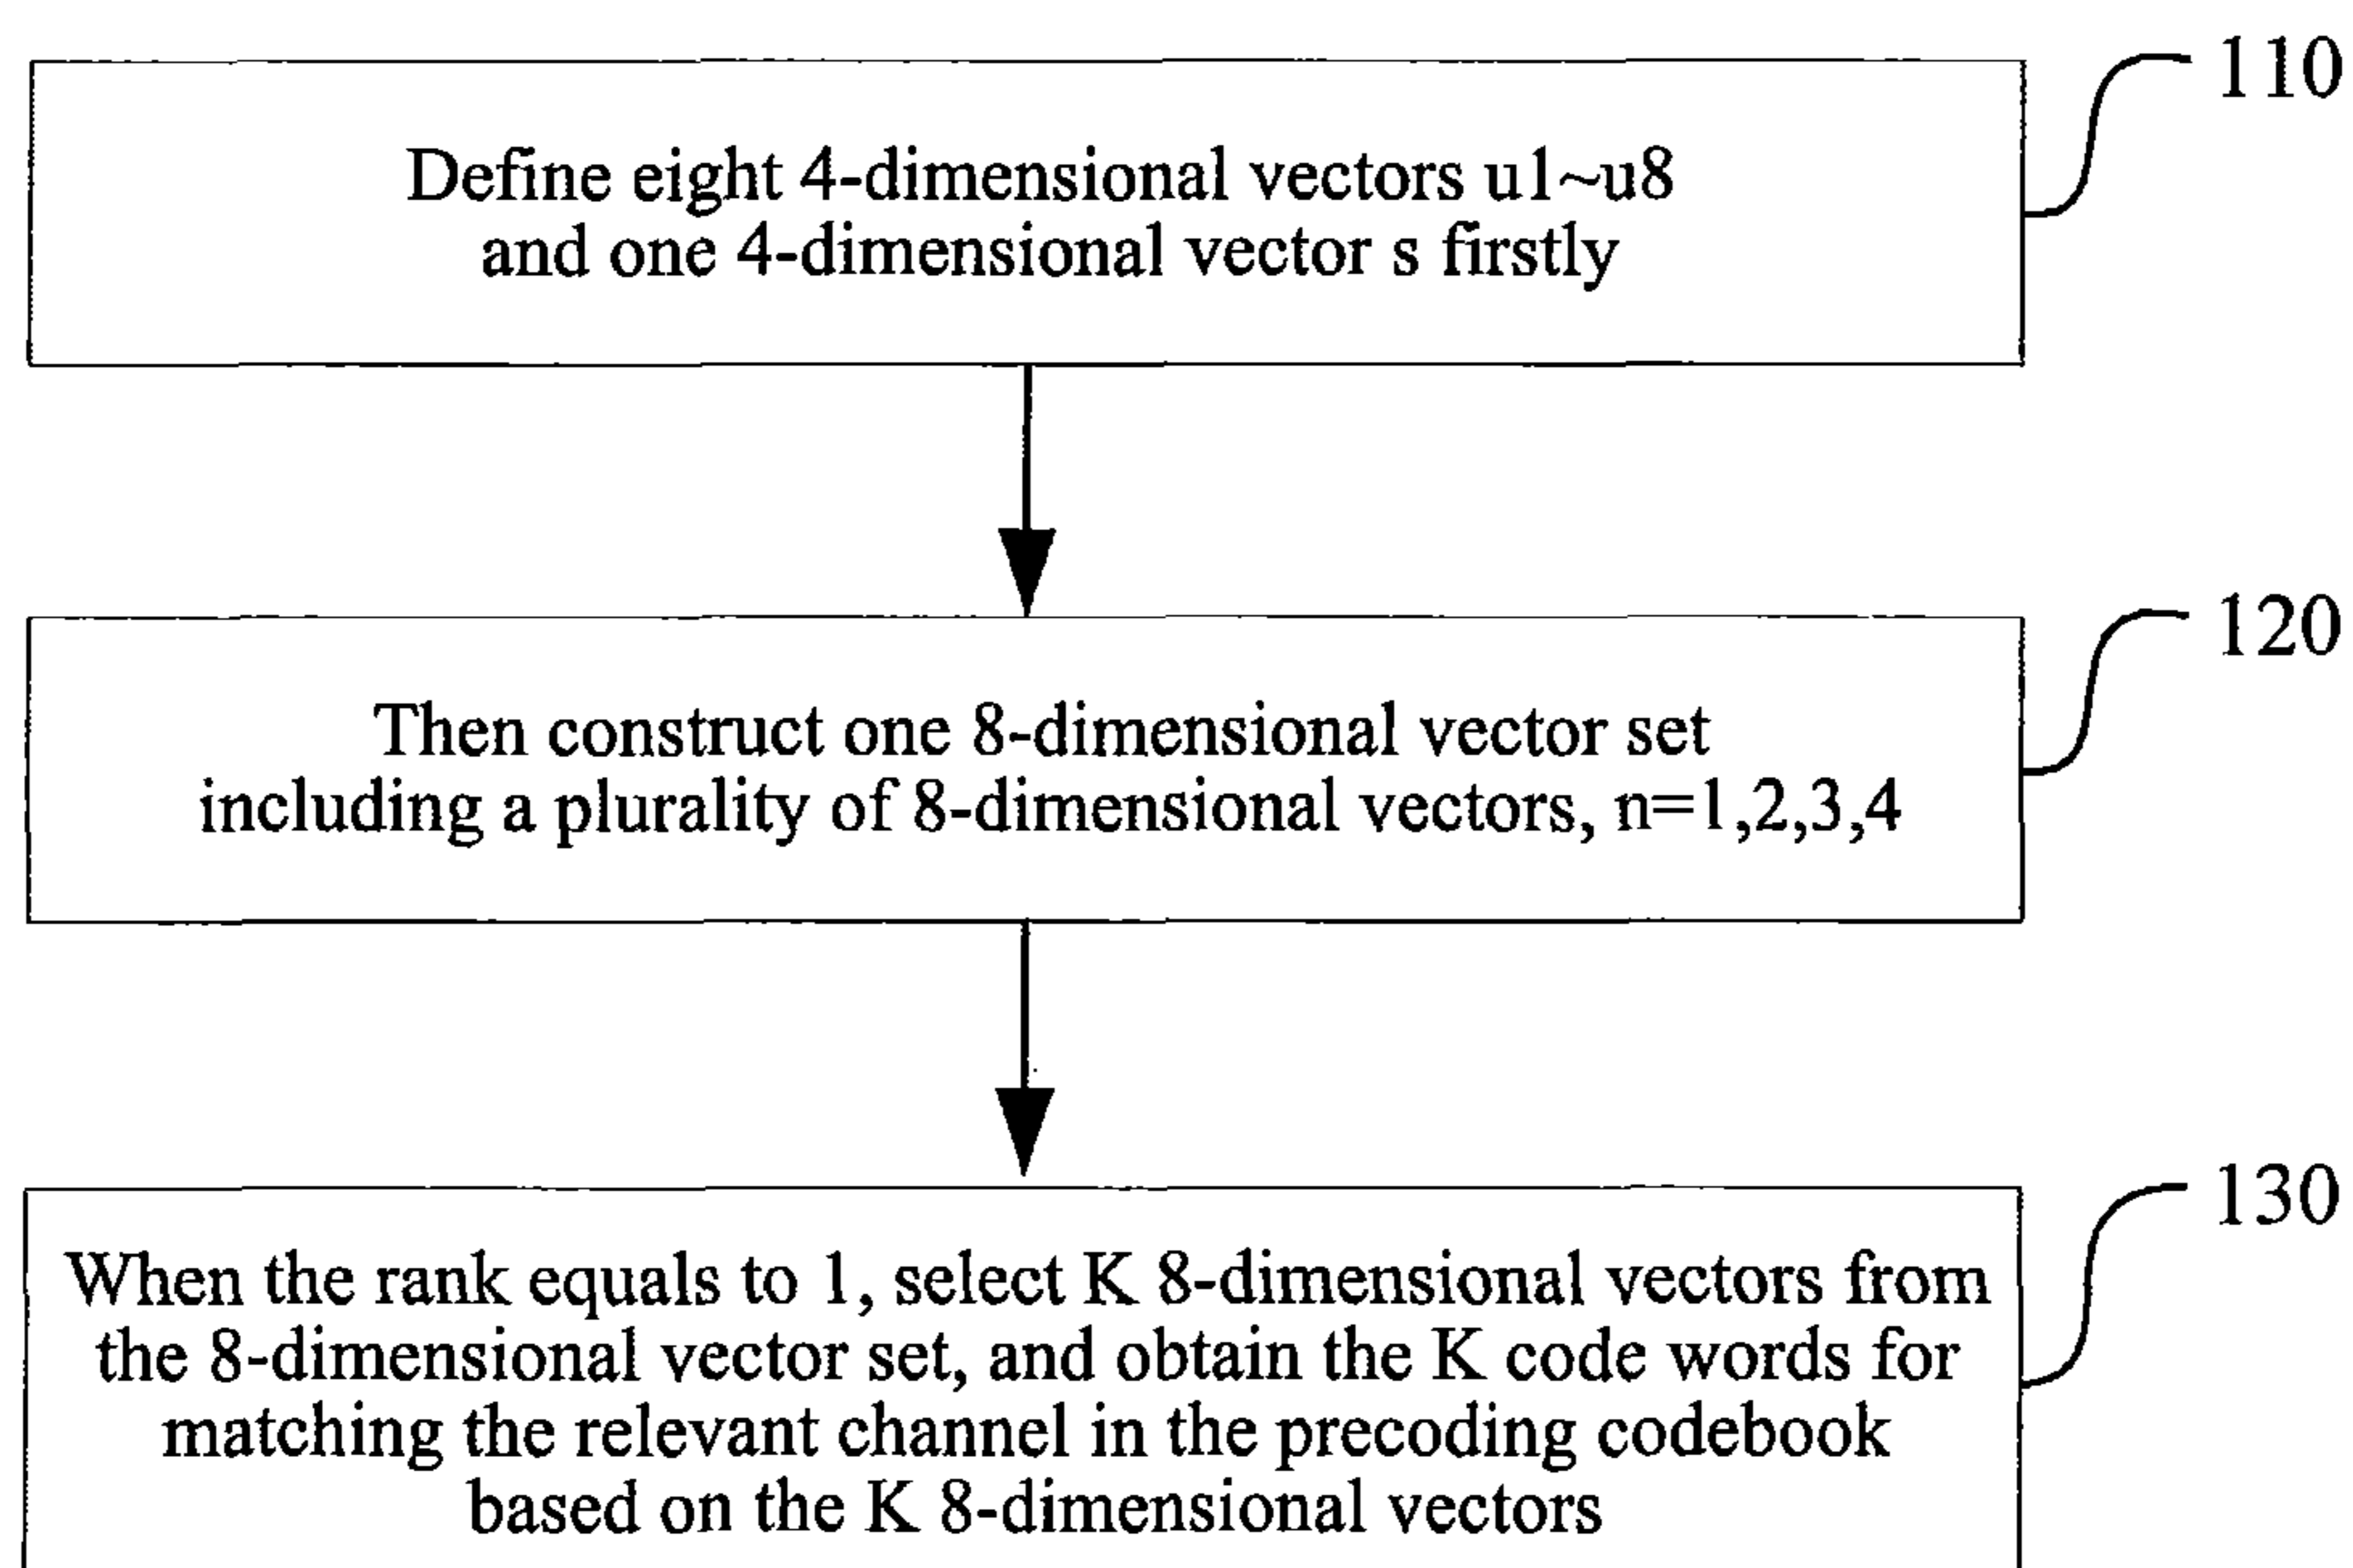 110
Define eight 4-dimensional vectors u1~u8
and one 4-dimensional vector s firstly
120
Then construct one 8-dimensional vector set
including a plurality of 8-dimensional vectors, n=1,2,3,4
130
When the rank equals to 1, select K 8-dimensional vectors from
the 8-dimensional vector set, and obtain the K code words for
matching the relevant channel in the precoding codebook
based on the K 8-dimensional vectors